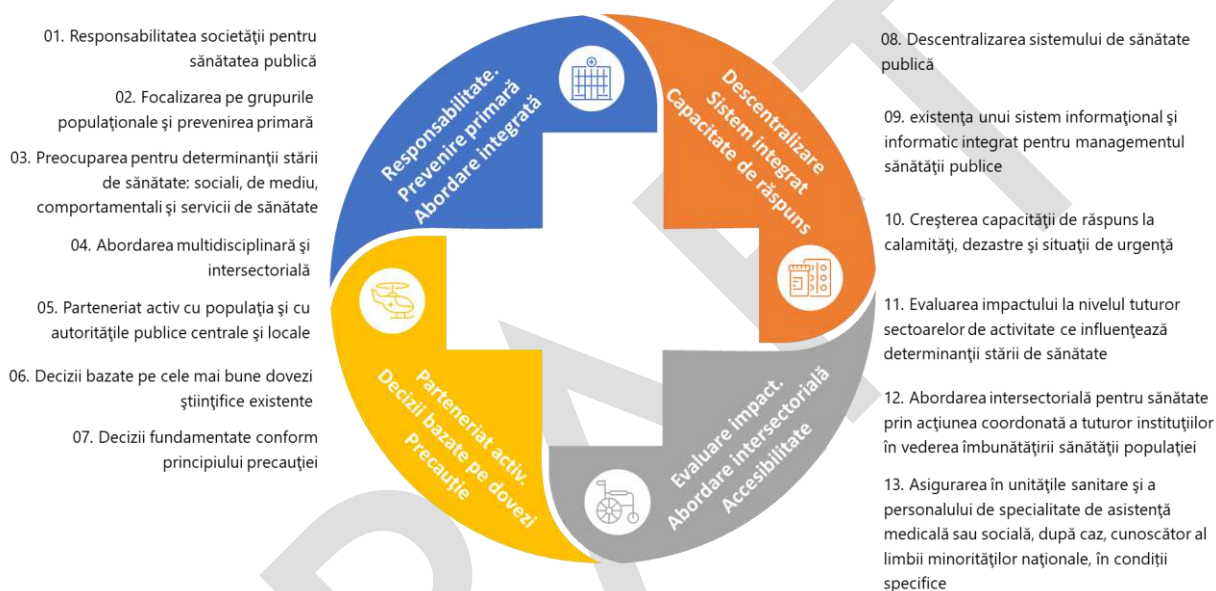 01. Responsabilitatea societăţii pentru
sănătatea publică
02. Focalizarea pe grupurile
populaţionale şi prevenirea primară
03. Preocuparea pentru determinanţii stării
de sănătate: sociali, de mediu,
comportamentali şi servicii de sănătate
04. Abordarea multidisciplinară şi
intersectorială
05. Parteneriat activ cu populaţia şi cu
autorităţile publice centrale şi locale
06. Decizii bazate pe cele mai bune dovezi
ştiinţifice existente
07. Decizii fundamentate conform
principiului precauţiei
Responsabilitate.
Prevenire primară
Abordare integrată
Descentralizare
Sistem integrat
Capacitate de răspuns
Parteneriat activ.
Decizii bazate pe dovezi
Precauție
Evaluare impact.
Abordare intersectorială
Accesibilitate
08. Descentralizarea sistemului de sănătate
publică
09. existenţa unui sistem informaţional şi
informatic integrat pentru managementul
sănătăţii publice
10. Creşterea capacităţii de răspuns la
calamităţi, dezastre şi situaţii de urgenţă
11. Evaluarea impactului la nivelul tuturor
sectoarelor de activitate ce influenţează
determinanţii stării de sănătate
12. Abordarea intersectorială pentru sănătate
prin acţiunea coordonată a tuturor instituţiilor
în vederea îmbunătăţirii sănătăţii populaţiei
13. Asigurarea în unităţile sanitare şi a
personalului de specialitate de asistenţă
medicală sau socială, după caz, cunoscător al
limbii minorităţilor naţionale, în condiții
specifice